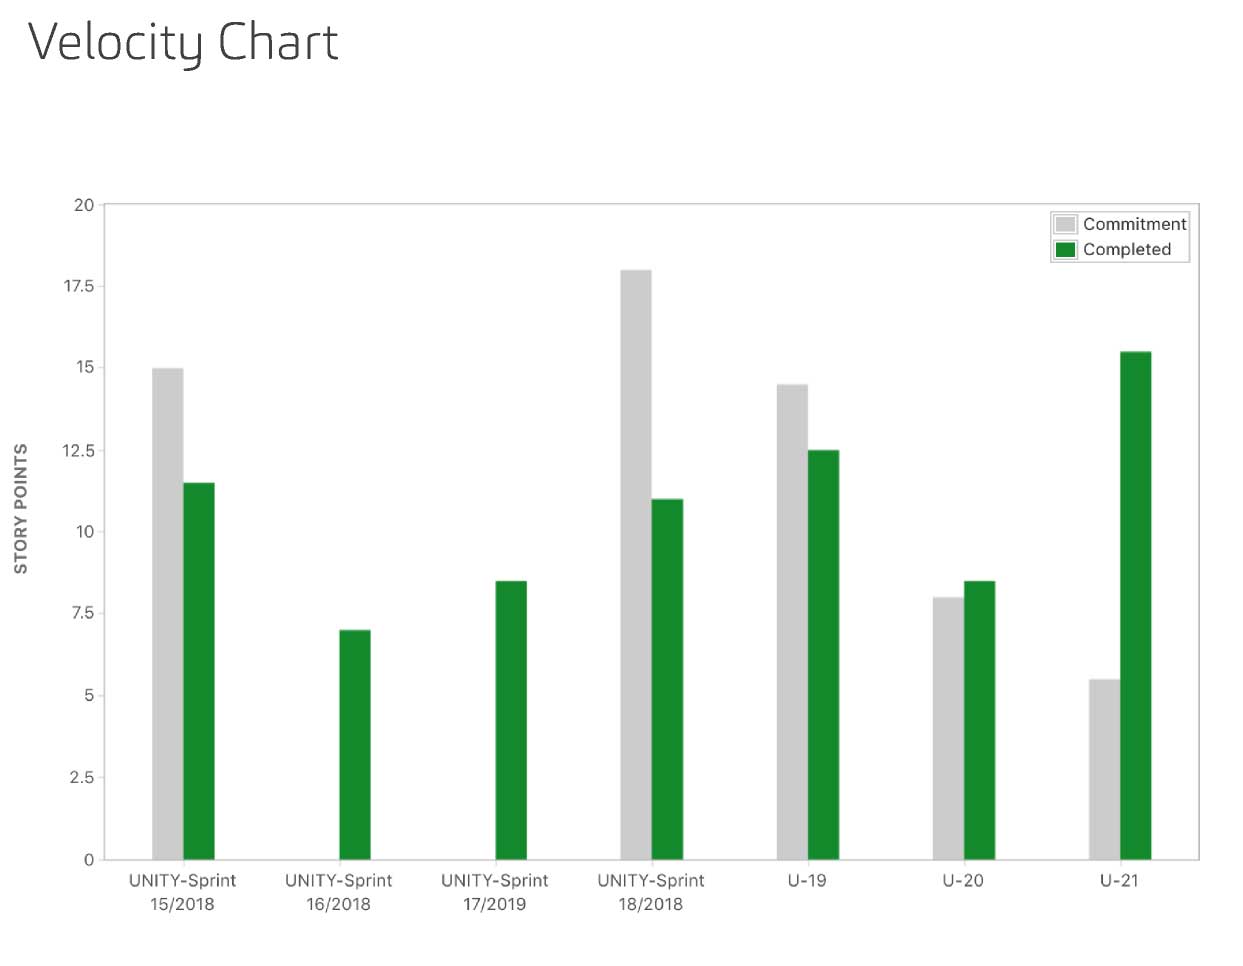 Velocity Chart
20
17.5
15
12.5
10
7.5
5
2.5
0
STORY POINTS
Commitment
Completed
UNITY-Sprint
15/2018
UNITY-Sprint
16/2018
UNITY-Sprint
17/2019
UNITY-Sprint
18/2018
U-19
U-20
U-21